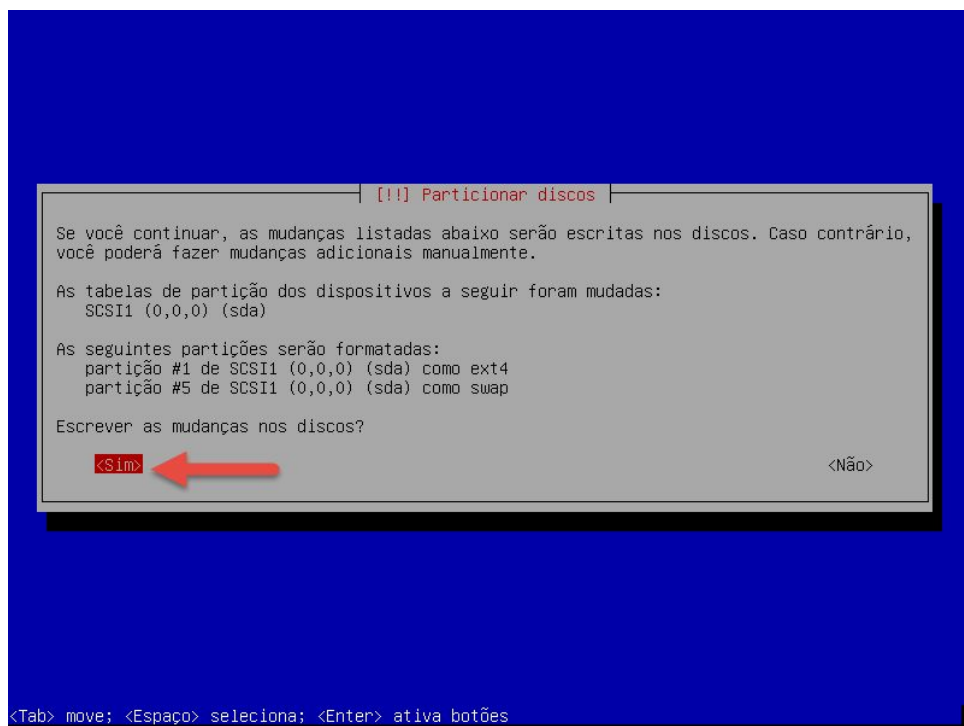 [!!] Particionar discos
Se você continuar, as mudanças listadas abaixo serão escritas nos discos. Caso contrário,
você poderá fazer mudanças adicionais manualmente.
As tabelas de partição dos dispositivos a seguir foram mudadas:
SCSI1 (0,0,0) (sda)
As seguintes partições serão formatadas:
partição #1 de SCSI1 (0,0,0) (sda) como ext4
partição #5 de SCSI1 (0,0,0) (sda) como swap
Escrever as mudanças nos discos?
<Sim> <Não>
<Tab> move; <Espaço> seleciona; <Enter> ativa botões